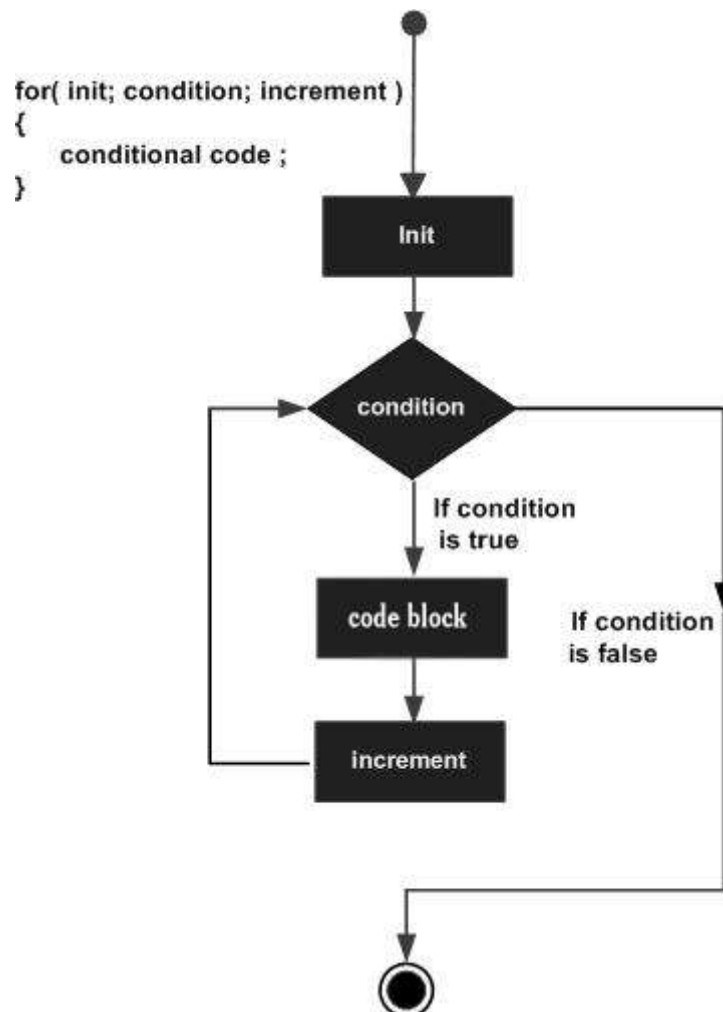 for( init; condition; increment )
{
conditional code ;
}
Init
condition
If condition
is true
code block
If condition
is false
increment